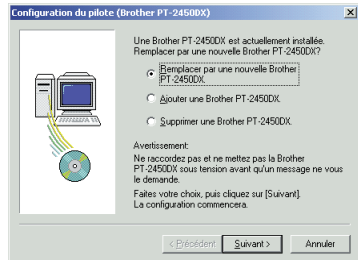 Configuration du pilote (Brother PT-2450DX)
Une Brother PT-2450DX est actuellement installée.
Remplacer par une nouvelle Brother PT-2450DX?
Remplacer par une nouvelle Brother
PT-2450DX.
Ajouter une Brother PT-2450DX.
Supprimer une Brother PT-2450DX.
Avertissement:
Ne raccordez pas et ne mettez pas la Brother
PT-2450DX sous tension avant qu'un message ne vous
le demande.
Faites votre choix, puis cliquez sur [Suivant].
La configuration commencera.
< Précédent Suivant > Annuler